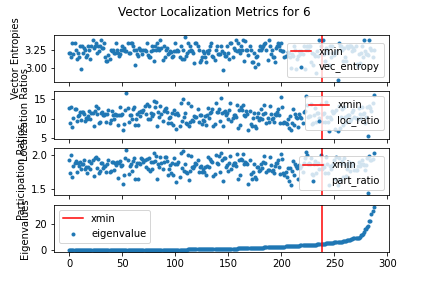 Vector Localization Metrics for 6
Vector Entropies
3.25
3.00
xmin
vec_entropy
Localization Ratios
15
10
5
xmin
loc_ratio
Participation Ratios
2.0
1.5
xmin
part_ratio
Eigenvalues
20
0
xmin
eigenvalue
0 50 100 150 200 250 300